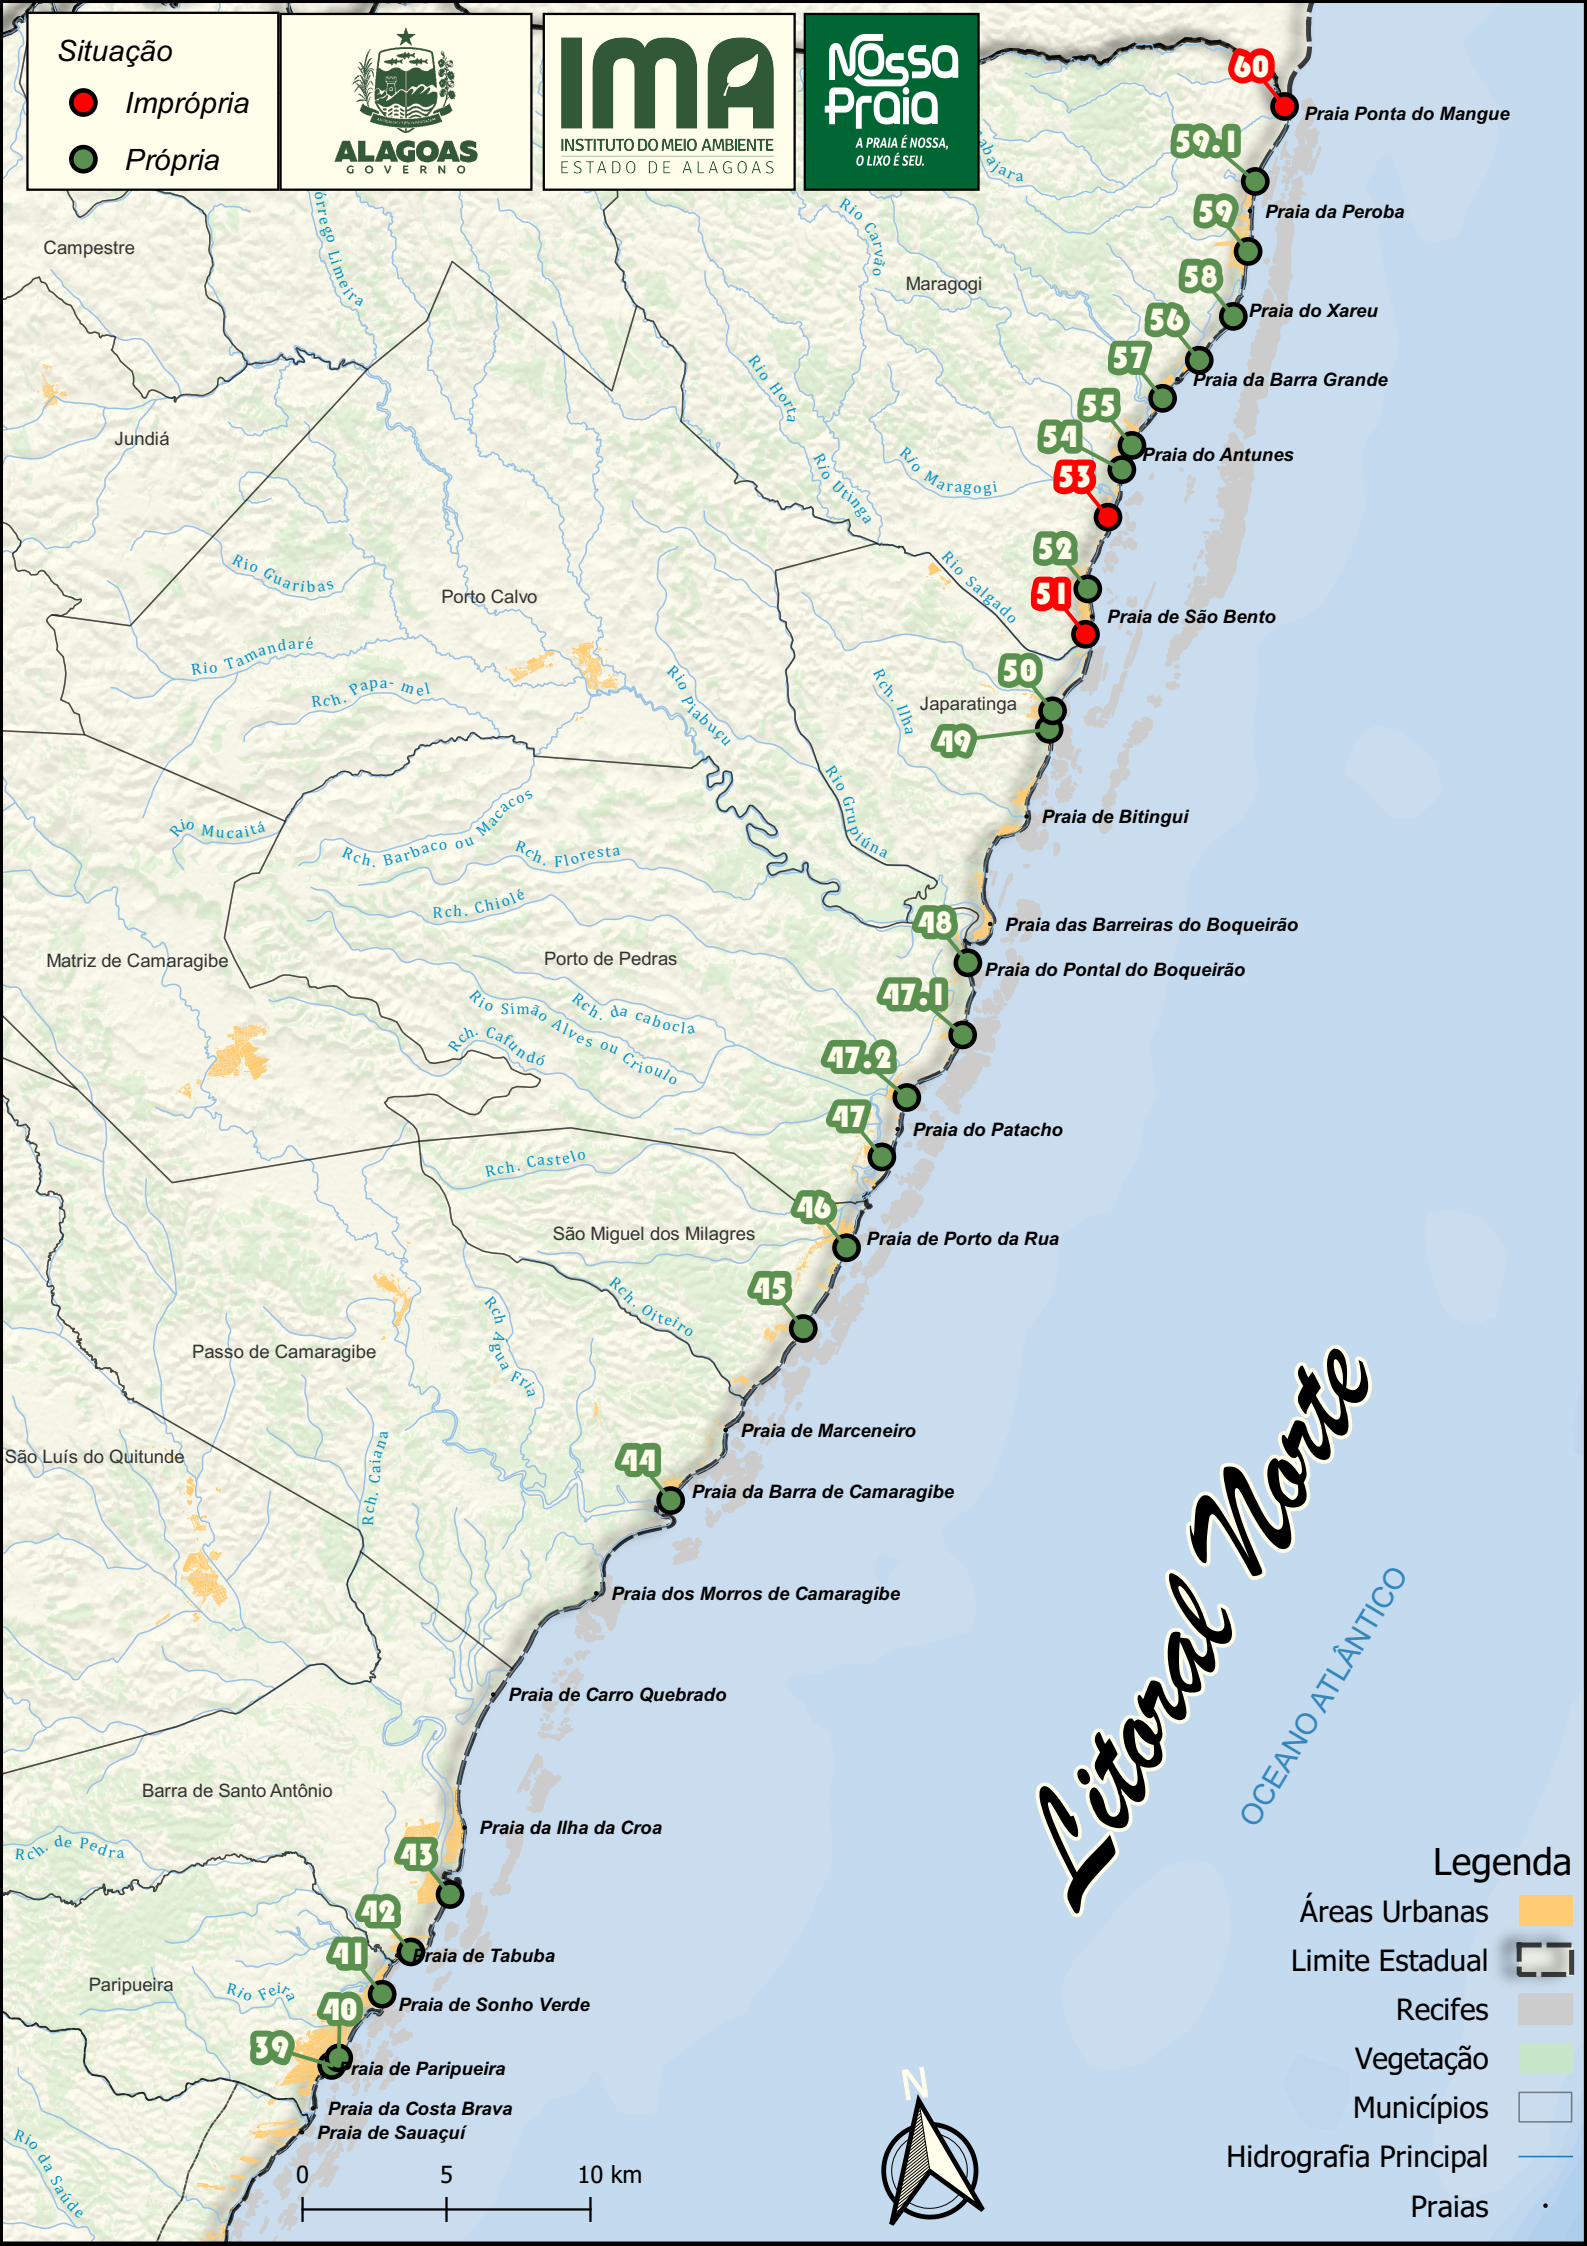 Situação
Imprópria
Própria
ALAGOAS
GOVERNO
IMA
INSTITUTO DO MEIO AMBIENTE
ESTADO DE ALAGOAS
Nossa
Praia
A PRAIA É NOSSA,
O LIXO É SEU.
60
Praia Ponta do Mangue
59.1
Praia da Peroba
59
58
Praia do Xareu
56
57
Praia da Barra Grande
55
54
Praia do Antunes
53
52
51
Praia de São Bento
50
49
Praia de Bitingui
48
Praia das Barreiras do Boqueirão
Praia do Pontal do Boqueirão
47.1
47.2
Praia do Patacho
47
46
Praia de Porto da Rua
45
Praia de Marceneiro
44
Praia da Barra de Camaragibe
Praia dos Morros de Camaragibe
Praia de Carro Quebrado
Praia da Ilha da Croa
43
42
Praia de Tabuba
41
Praia de Sonho Verde
40
39
Praia de Paripueira
Praia da Costa Brava
Praia de Sauaçuí
Campestre
Maragogi
Jundiá
Porto Calvo
Japaratinga
Matriz de Camaragibe
Porto de Pedras
São Miguel dos Milagres
Passo de Camaragibe
São Luís do Quitunde
Barra de Santo Antônio
Paripueira
órrego Limeira
Rio Carvão
Rio Horta
Rio Utinga
Rio Maragogi
Rio Salgado
Rio Guaribas
Rio Tamandaré
Rch. Papa- mel
Rio Piabuçu
Rch. Ilha
Rio Grupiúna
Rio Mucaitá
Rch. Barbaco ou Macacos
Rch. Floresta
Rch. Chiolé
Rio Simão Alves ou Crioulo
Rch. da cabocla
Rch. Cafundó
Rch. Castelo
Rch. Oiteiro
Rch Água Fria
Rch. Caiana
Rch. de Pedra
Rio Feira
Rio da Saúde
Litoral Norte
OCEANO ATLÂNTICO
Legenda
Áreas Urbanas
Limite Estadual
Recifes
Vegetação
Municípios
Hidrografia Principal
Praias
N
0 5 10 km